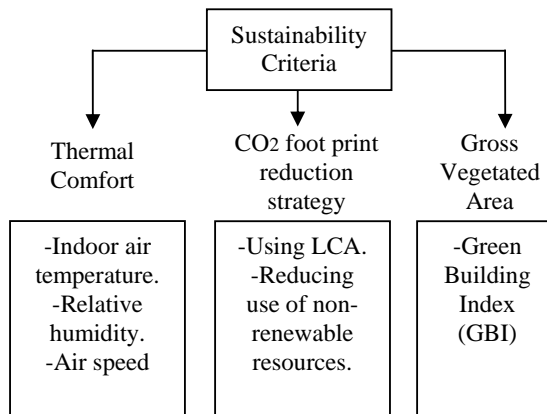 Sustainability
Criteria
Thermal
Comfort
CO2 foot print
reduction
strategy
Gross
Vegetated
Area
-Indoor air
temperature.
-Relative
humidity.
-Air speed
-Using LCA.
-Reducing
use of non-
renewable
resources.
-Green
Building
Index
(GBI)